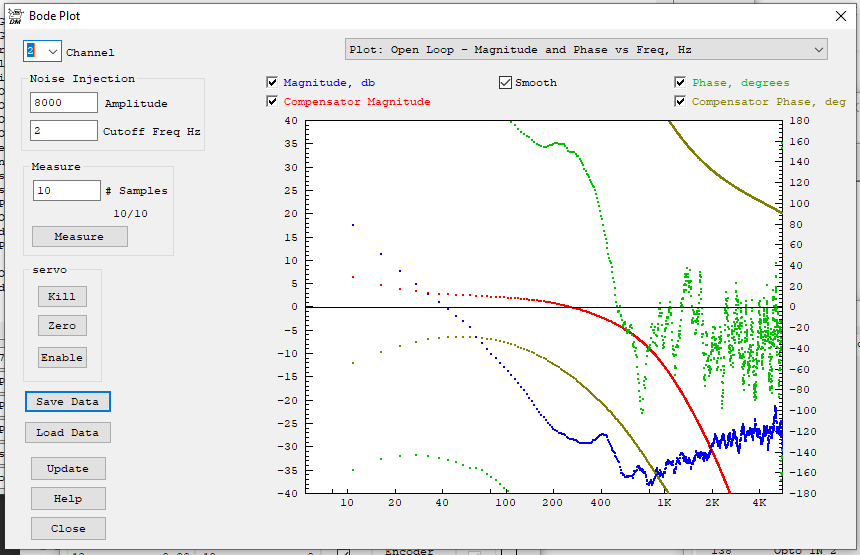 Bode Plot
2 Channel
Plot: Open Loop - Magnitude and Phase vs Freq, Hz
Noise Injection
8000 Amplitude
2 Cutoff Freq Hz
Magnitude, db
Smooth
Phase, degrees
Compensator Magnitude
Compensator Phase, deg
Measure
10 # Samples
10/10
Measure
servo
Kill
Zero
Enable
Save Data
Load Data
Update
Help
Close
40
35
30
25
20
15
10
5
0
-5
-10
-15
-20
-25
-30
-35
-40
180
160
140
120
100
80
60
40
20
0
-20
-40
-60
-80
-100
-120
-140
-160
-180
10 20 40 100 200 400 1K 2K 4K
Encoder
138 Opto IN 2